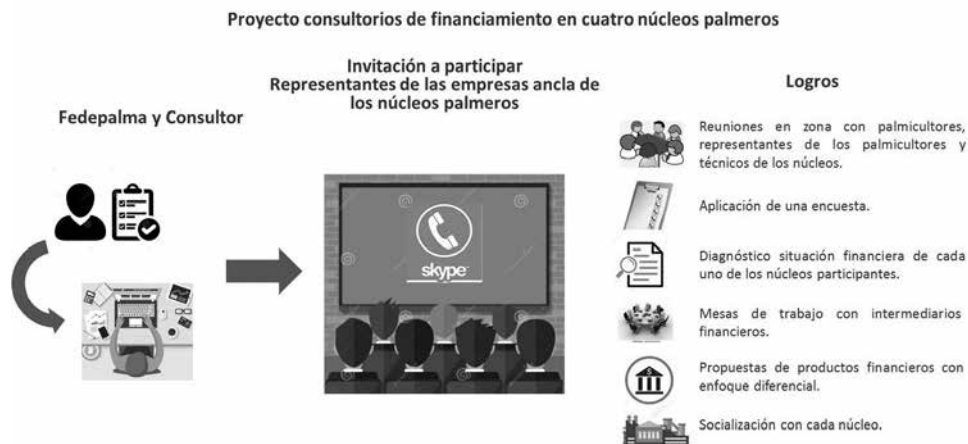 Proyecto consultorios de financiamiento en cuatro núcleos palmeros
Fedepalma y Consultor
Invitación a participar
Representantes de las empresas ancla de
los núcleos palmeros
skype
Logros
Reuniones en zona con palmicultores,
representantes de los palmicultores y
técnicos de los núcleos.
Aplicación de una encuesta.
Diagnóstico situación financiera de cada
uno de los núcleos participantes.
Mesas de trabajo con intermediarios
financieros.
Propuestas de productos financieros con
enfoque diferencial.
Socialización con cada núcleo.